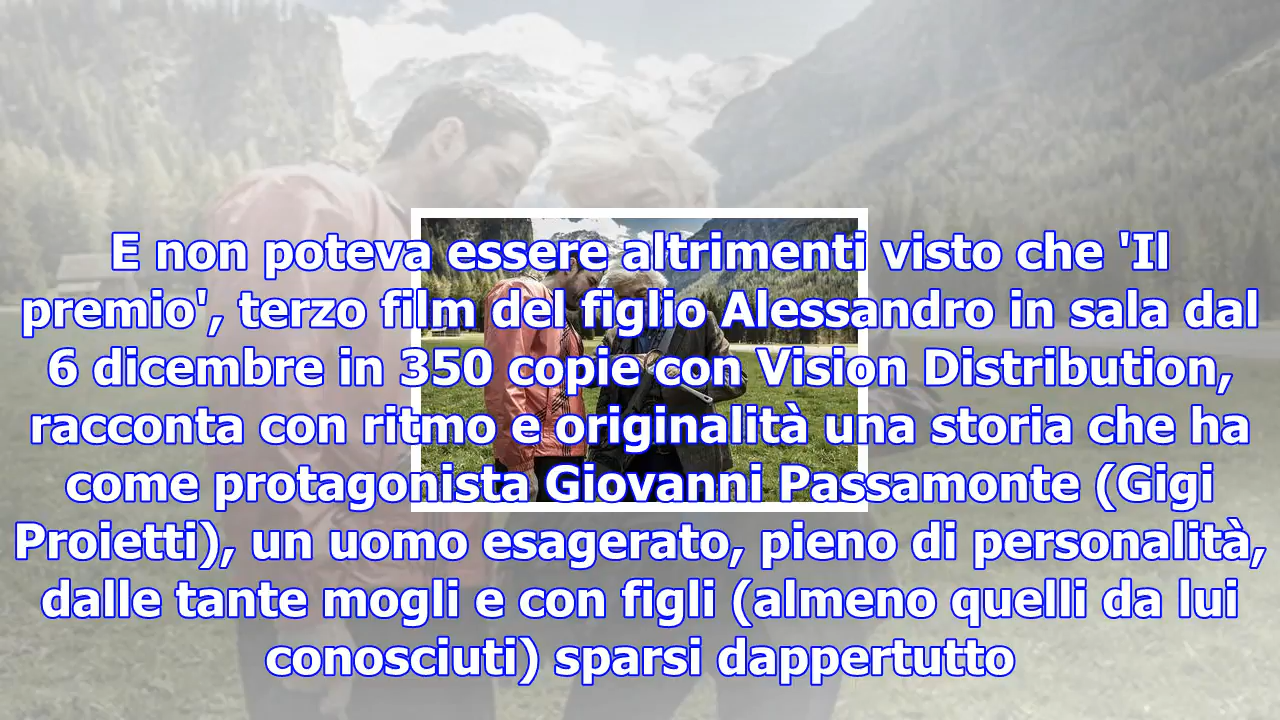 E non poteva essere altrimenti visto che 'Il
premio', terzo film del figlio Alessandro in sala dal
6 dicembre in 350 copie con Vision Distribution,
racconta con ritmo e originalità una storia che ha
come protagonista Giovanni Passamonte (Gigi
Proietti), un uomo esagerato, pieno di personalità,
dalle tante mogli e con figli (almeno quelli da lui
conosciuti) sparsi dappertutto